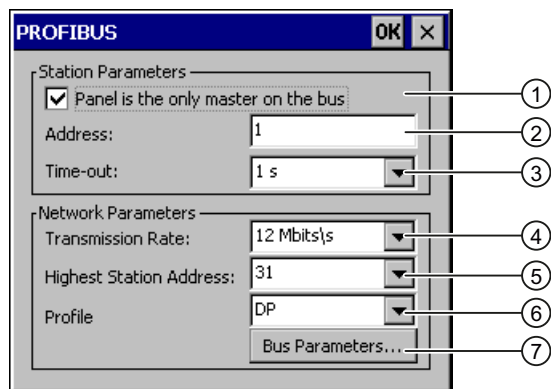 PROFIBUS OK ×
Station Parameters
Panel is the only master on the bus 1
Address: 1 2
Time-out: 1 s 3
Network Parameters
Transmission Rate: 12 Mbits\s 4
Highest Station Address: 31 5
Profile DP 6
Bus Parameters... 7